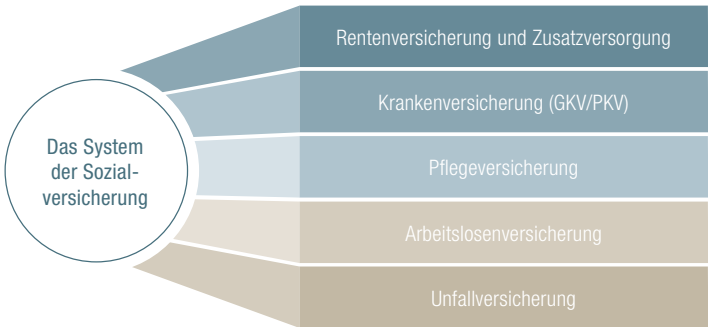 Das System
der Sozial-
versicherung
Rentenversicherung und Zusatzversorgung
Krankenversicherung (GKV/PKV)
Pflegeversicherung
Arbeitslosenversicherung
Unfallversicherung